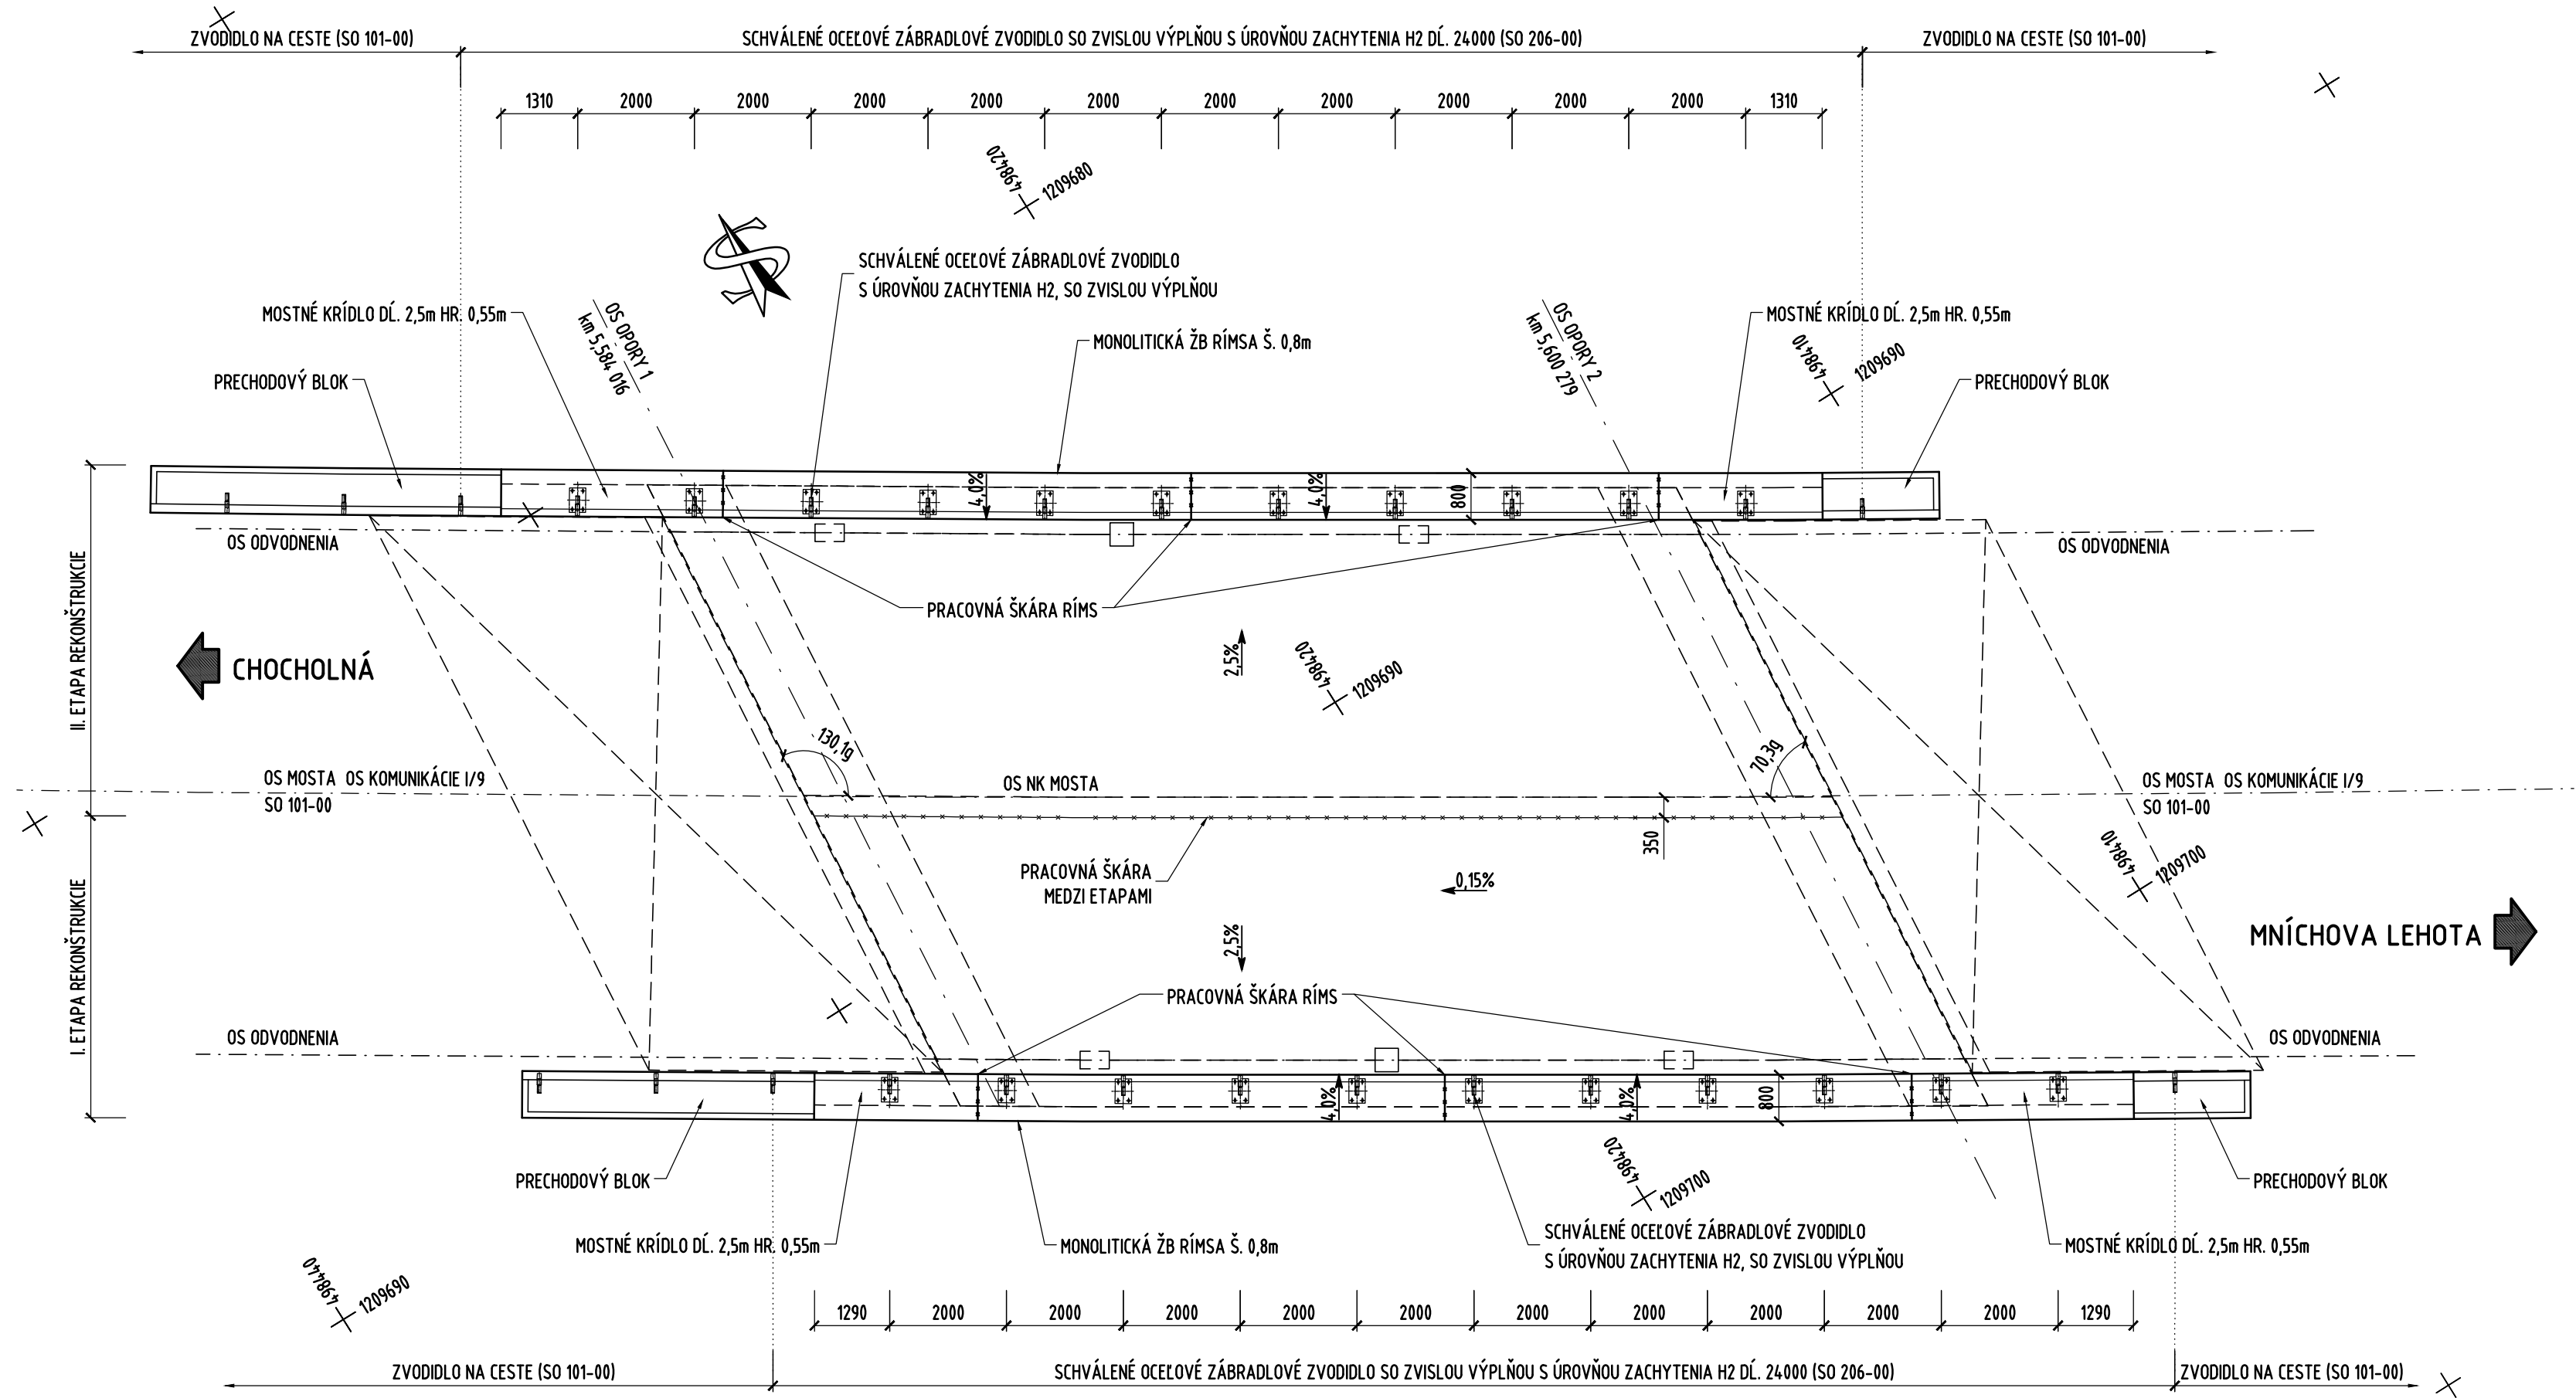 ZVODIDLO NA CESTE (SO 101-00)
SCHVÁLENÉ OCEĽOVÉ ZÁBRADLOVÉ ZVODIDLO SO ZVISLOU VÝPLŇOU S ÚROVŇOU ZACHYTENIA H2 DĹ. 24000 (SO 206-00)
ZVODIDLO NA CESTE (SO 101-00)
1310
2000
2000
2000
2000
2000
2000
2000
2000
2000
2000
1310
498420
1209680
SCHVÁLENÉ OCEĽOVÉ ZÁBRADLOVÉ ZVODIDLO
S ÚROVŇOU ZACHYTENIA H2, SO ZVISLOU VÝPLŇOU
MOSTNÉ KRÍDLO DĹ. 2,5m HR. 0,55m
OS OPORY 1
km 5,584 016
MONOLITICKÁ ŽB RÍMSA Š. 0,8m
OS OPORY 2
km 5,600 279
MOSTNÉ KRÍDLO DĹ. 2,5m HR. 0,55m
498410
1209690
PRECHODOVÝ BLOK
PRECHODOVÝ BLOK
4,0%
4,0%
800
OS ODVODNENIA
OS ODVODNENIA
PRACOVNÁ ŠKÁRA RÍMS
II. ETAPA REKONŠTRUKCIE
CHOCHOLNÁ
2,5%
498420
1209690
130,1g
70,3g
OS MOSTA OS KOMUNIKÁCIE I/9
SO 101-00
OS NK MOSTA
OS MOSTA OS KOMUNIKÁCIE I/9
SO 101-00
350
PRACOVNÁ ŠKÁRA
MEDZI ETAPAMI
0,15%
498410
1209700
I. ETAPA REKONŠTRUKCIE
MNÍCHOVA LEHOTA
2,5%
PRACOVNÁ ŠKÁRA RÍMS
OS ODVODNENIA
OS ODVODNENIA
4,0%
4,0%
800
PRECHODOVÝ BLOK
498420
1209700
PRECHODOVÝ BLOK
MOSTNÉ KRÍDLO DĹ. 2,5m HR. 0,55m
MONOLITICKÁ ŽB RÍMSA Š. 0,8m
SCHVÁLENÉ OCEĽOVÉ ZÁBRADLOVÉ ZVODIDLO
S ÚROVŇOU ZACHYTENIA H2, SO ZVISLOU VÝPLŇOU
MOSTNÉ KRÍDLO DĹ. 2,5m HR. 0,55m
498440
1209690
1290
2000
2000
2000
2000
2000
2000
2000
2000
2000
2000
1290
ZVODIDLO NA CESTE (SO 101-00)
SCHVÁLENÉ OCEĽOVÉ ZÁBRADLOVÉ ZVODIDLO SO ZVISLOU VÝPLŇOU S ÚROVŇOU ZACHYTENIA H2 DĹ. 24000 (SO 206-00)
ZVODIDLO NA CESTE (SO 101-00)